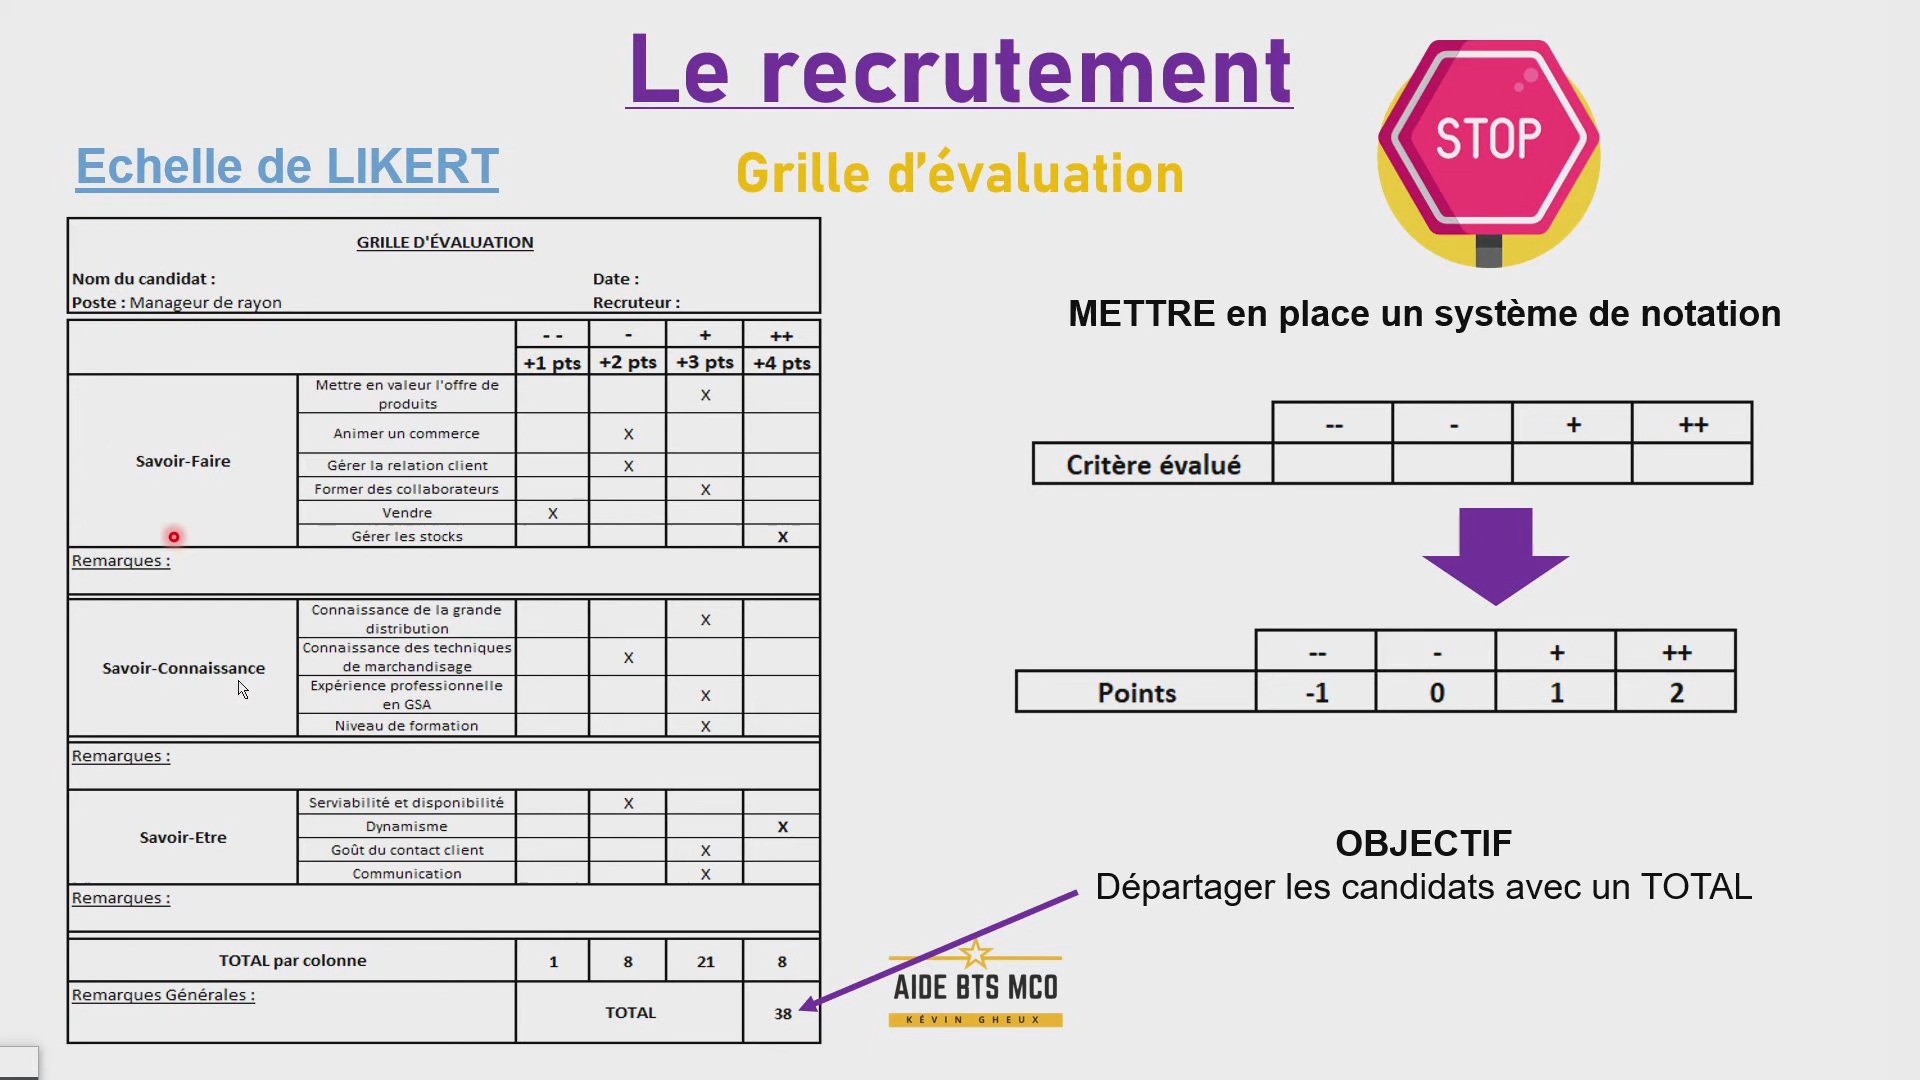 Le recrutement
STOP
Echelle de LIKERT
Grille d'évaluation
GRILLE D'ÉVALUATION
Nom du candidat :
Date :
Poste : Manageur de rayon
Recruteur :
- -
-
+
++
+1 pts
+2 pts
+3 pts
+4 pts
Savoir-Faire
Mettre en valeur l'offre de
produits
X
Animer un commerce
X
Gérer la relation client
X
Former des collaborateurs
X
Vendre
X
Gérer les stocks
X
Remarques :
Savoir-Connaissance
Connaissance de la grande
distribution
X
Connaissance des techniques
de marchandisage
X
Expérience professionnelle
en GSA
X
Niveau de formation
X
Remarques :
Savoir-Etre
Serviabilité et disponibilité
X
Dynamisme
X
Goût du contact client
X
Communication
X
Remarques :
TOTAL par colonne
1
8
21
8
Remarques Générales :
TOTAL
38
METTRE en place un système de notation
--
-
+
++
Critère évalué
--
-
+
++
Points
-1
0
1
2
OBJECTIF
Départager les candidats avec un TOTAL
AIDE BTS MCO
KÉVIN GHEUX